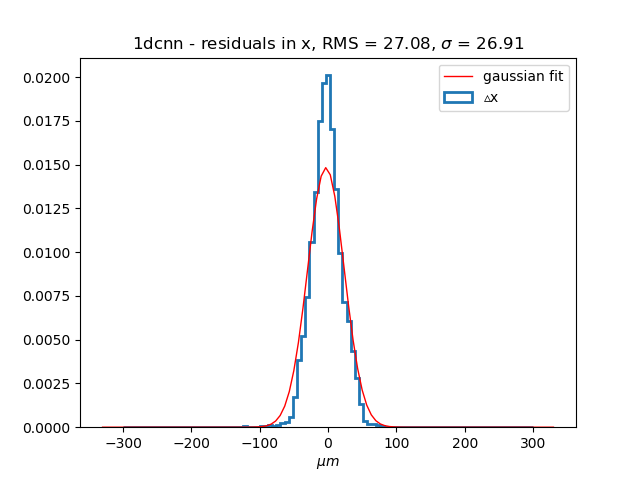 1dcnn - residuals in x, RMS = 27.08, σ = 26.91
gaussian fit
△x
0.0200
0.0175
0.0150
0.0125
0.0100
0.0075
0.0050
0.0025
0.0000
−300 −200 −100 0 100 200 300
μm